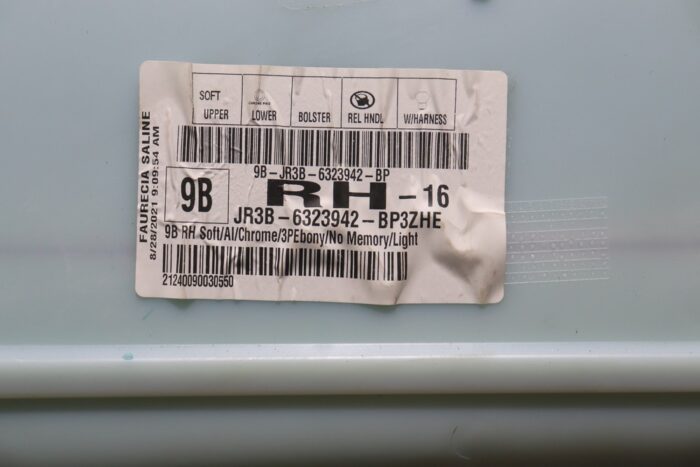 FAURECIA SALINE
8/28/2021 9:09:54 AM
SOFT
UPPER
LOWER
BOLSTER
REL HNDL
W/HARNESS
9B-JR3B-6323942-BP
9B
RH -16
JR3B-6323942-BP3ZHE
9B RH Soft/Al/Chrome/3PEbony/No Memory/Light
21240090030550